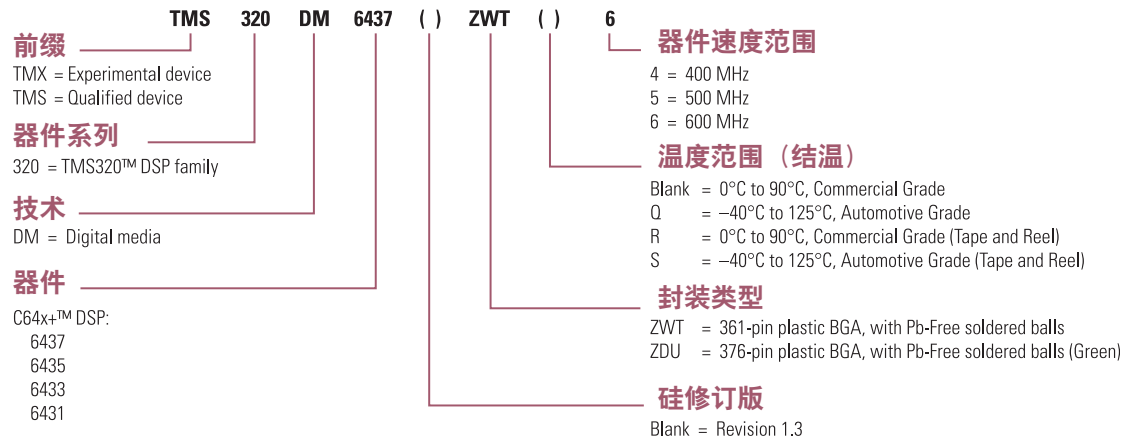 TMS 320 DM 6437 ( ) ZWT ( ) 6
前缀
TMX = Experimental device
TMS = Qualified device
器件系列
320 = TMS320™ DSP family
技术
DM = Digital media
器件
C64x+™ DSP:
6437
6435
6433
6431
器件速度范围
4 = 400 MHz
5 = 500 MHz
6 = 600 MHz
温度范围（结温）
Blank = 0°C to 90°C, Commercial Grade
Q = –40°C to 125°C, Automotive Grade
R = 0°C to 90°C, Commercial Grade (Tape and Reel)
S = –40°C to 125°C, Automotive Grade (Tape and Reel)
封装类型
ZWT = 361-pin plastic BGA, with Pb-Free soldered balls
ZDU = 376-pin plastic BGA, with Pb-Free soldered balls (Green)
硅修订版
Blank = Revision 1.3